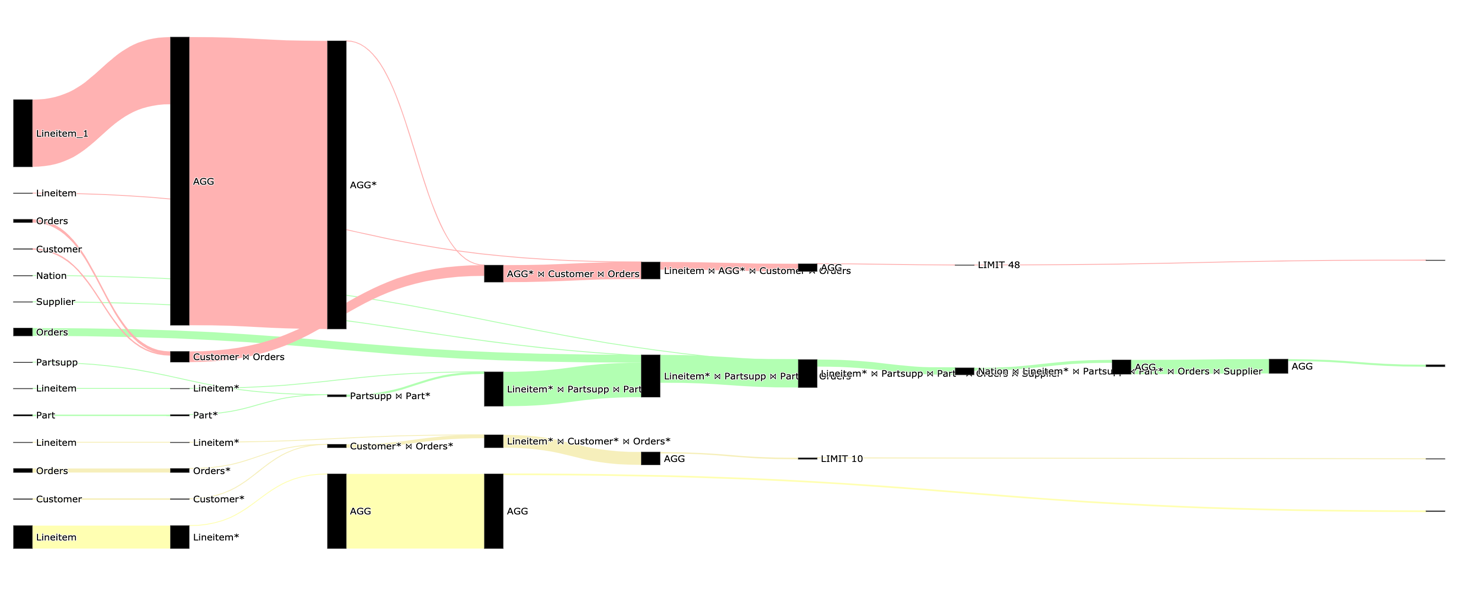 Lineitem_1
AGG
AGG*
Lineitem
Orders
Customer
Nation
Supplier
Orders
AGG* ⋈ Customer ⋈ Orders
Lineitem ⋈ AGG* ⋈ Customer ⋈ Orders
AGG
LIMIT 48
Customer ⋈ Orders
Partsupp
Lineitem
Lineitem*
Part
Part*
Partsupp ⋈ Part*
Lineitem* ⋈ Partsupp ⋈ Part*
Lineitem* ⋈ Partsupp ⋈ Part* ⋈ Orders
Lineitem* ⋈ Partsupp ⋈ Part* ⋈ Orders ⋈ Supplier
Nation ⋈ Lineitem* ⋈ Partsupp ⋈ Part* ⋈ Orders ⋈ Supplier
AGG
AGG
Lineitem
Lineitem*
Customer* ⋈ Orders*
Lineitem* ⋈ Customer* ⋈ Orders*
AGG
LIMIT 10
Orders
Orders*
Customer
Customer*
AGG
AGG
Lineitem
Lineitem*